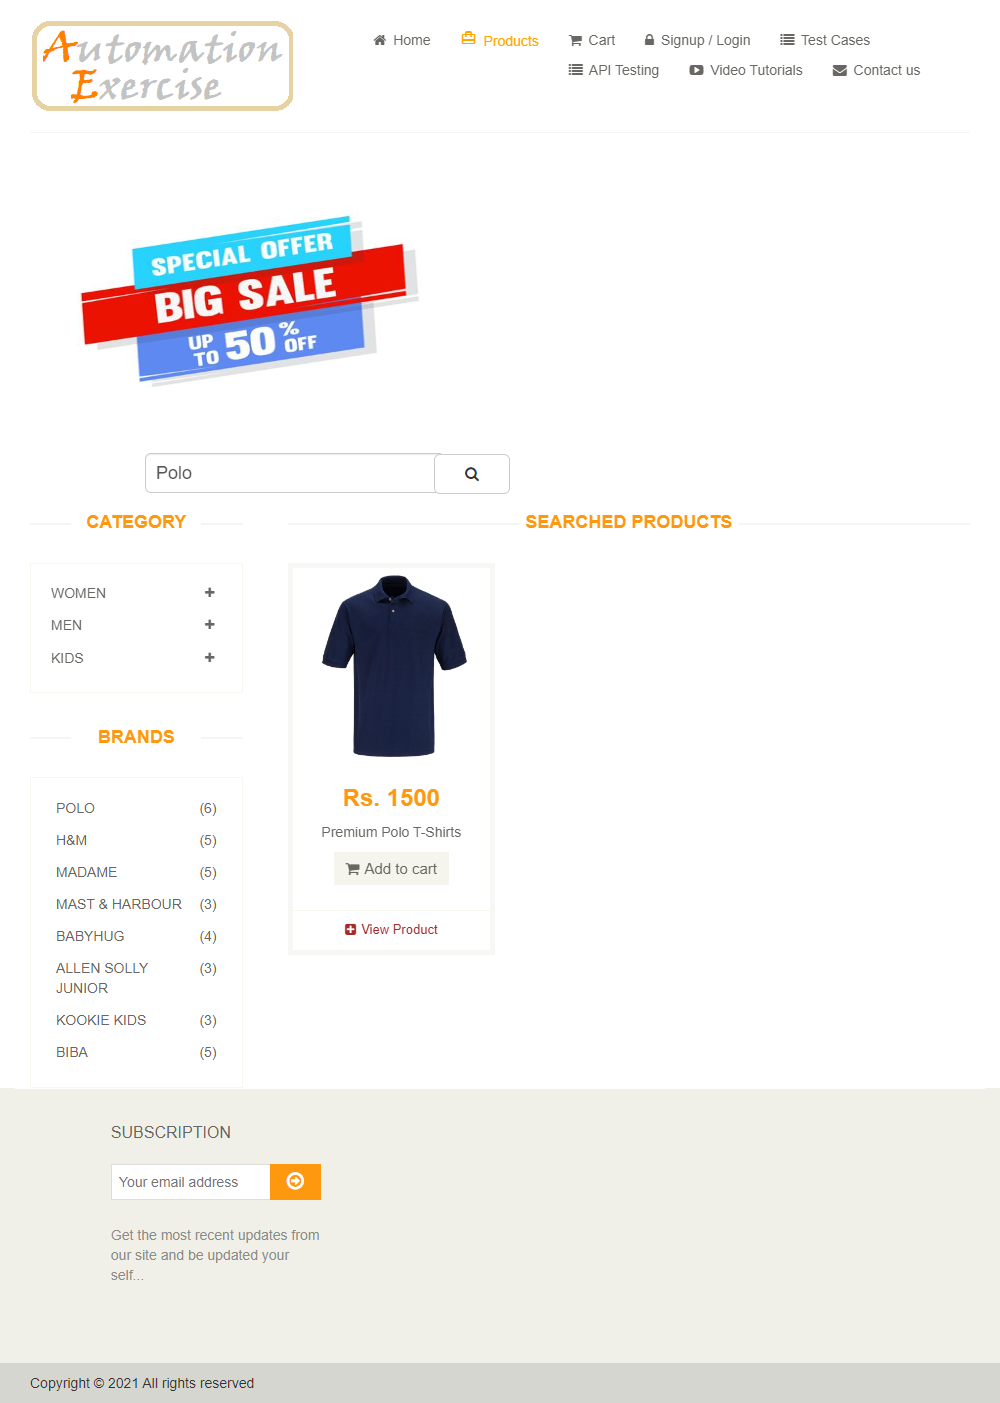 Automation
Exercise
Home
Products
Cart
Signup / Login
Test Cases
API Testing
Video Tutorials
Contact us
SPECIAL OFFER
BIG SALE
UP TO 50% OFF
Polo
CATEGORY
WOMEN
MEN
KIDS
BRANDS
POLO (6)
H&M (5)
MADAME (5)
MAST & HARBOUR (3)
BABYHUG (4)
ALLEN SOLLY (3)
JUNIOR
KOOKIE KIDS (3)
BIBA (5)
SEARCHED PRODUCTS
Rs. 1500
Premium Polo T-Shirts
Add to cart
View Product
SUBSCRIPTION
Your email address
Get the most recent updates from
our site and be updated your
self...
Copyright © 2021 All rights reserved